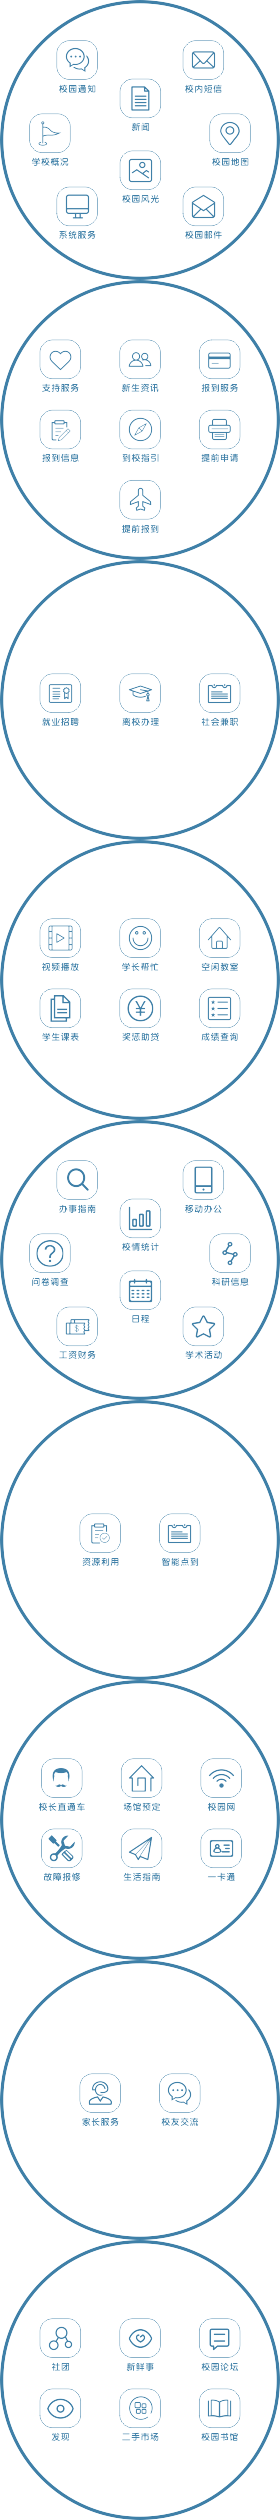 校园通知
校内短信
新闻
学校概况
校园地图
校园风光
系统服务
校园邮件
支持服务
新生资讯
报到服务
报到信息
到校指引
提前申请
提前报到
就业招聘
离校办理
社会兼职
视频播放
学长帮忙
空闲教室
学生课表
奖惩助贷
成绩查询
办事指南
移动办公
校情统计
问卷调查
科研信息
日程
工资财务
学术活动
资源利用
智能点到
校长直通车
场馆预定
校园网
故障报修
生活指南
一卡通
家长服务
校友交流
社团
新鲜事
校园论坛
发现
二手市场
校园书馆